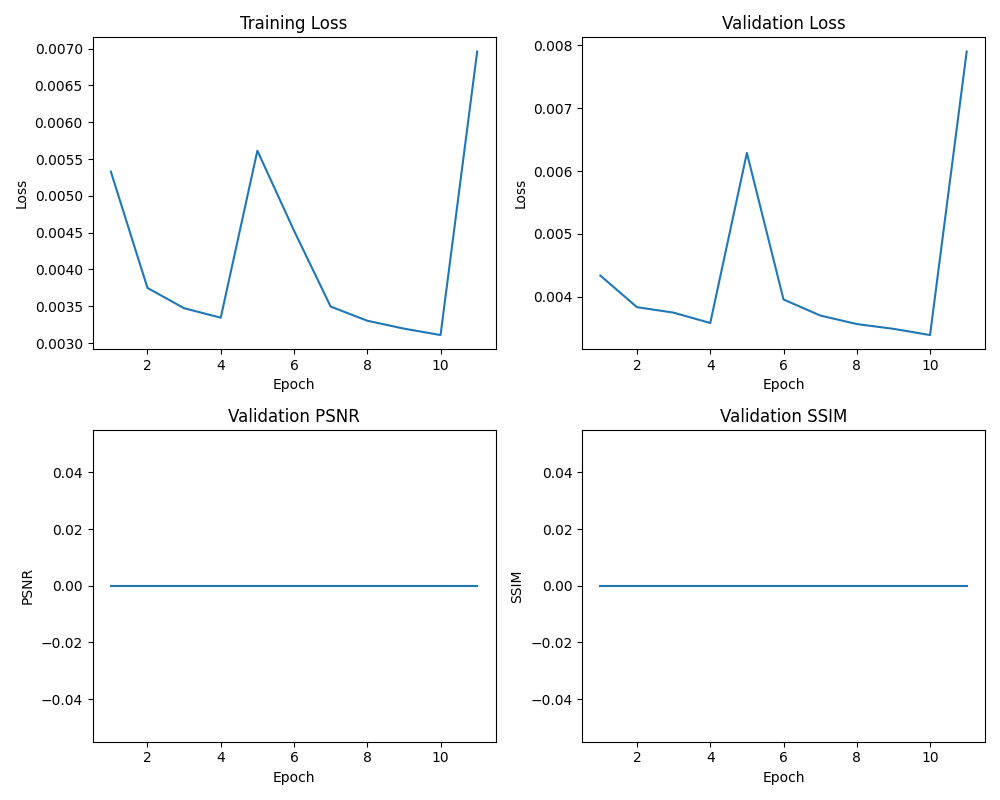 Training Loss
0.0070
0.0065
0.0060
0.0055
0.0050
0.0045
0.0040
0.0035
0.0030
Loss
2 4 6 8 10
Epoch
Validation Loss
0.008
0.007
0.006
0.005
0.004
Loss
2 4 6 8 10
Epoch
Validation PSNR
0.04
0.02
0.00
−0.02
−0.04
PSNR
2 4 6 8 10
Epoch
Validation SSIM
0.04
0.02
0.00
−0.02
−0.04
SSIM
2 4 6 8 10
Epoch